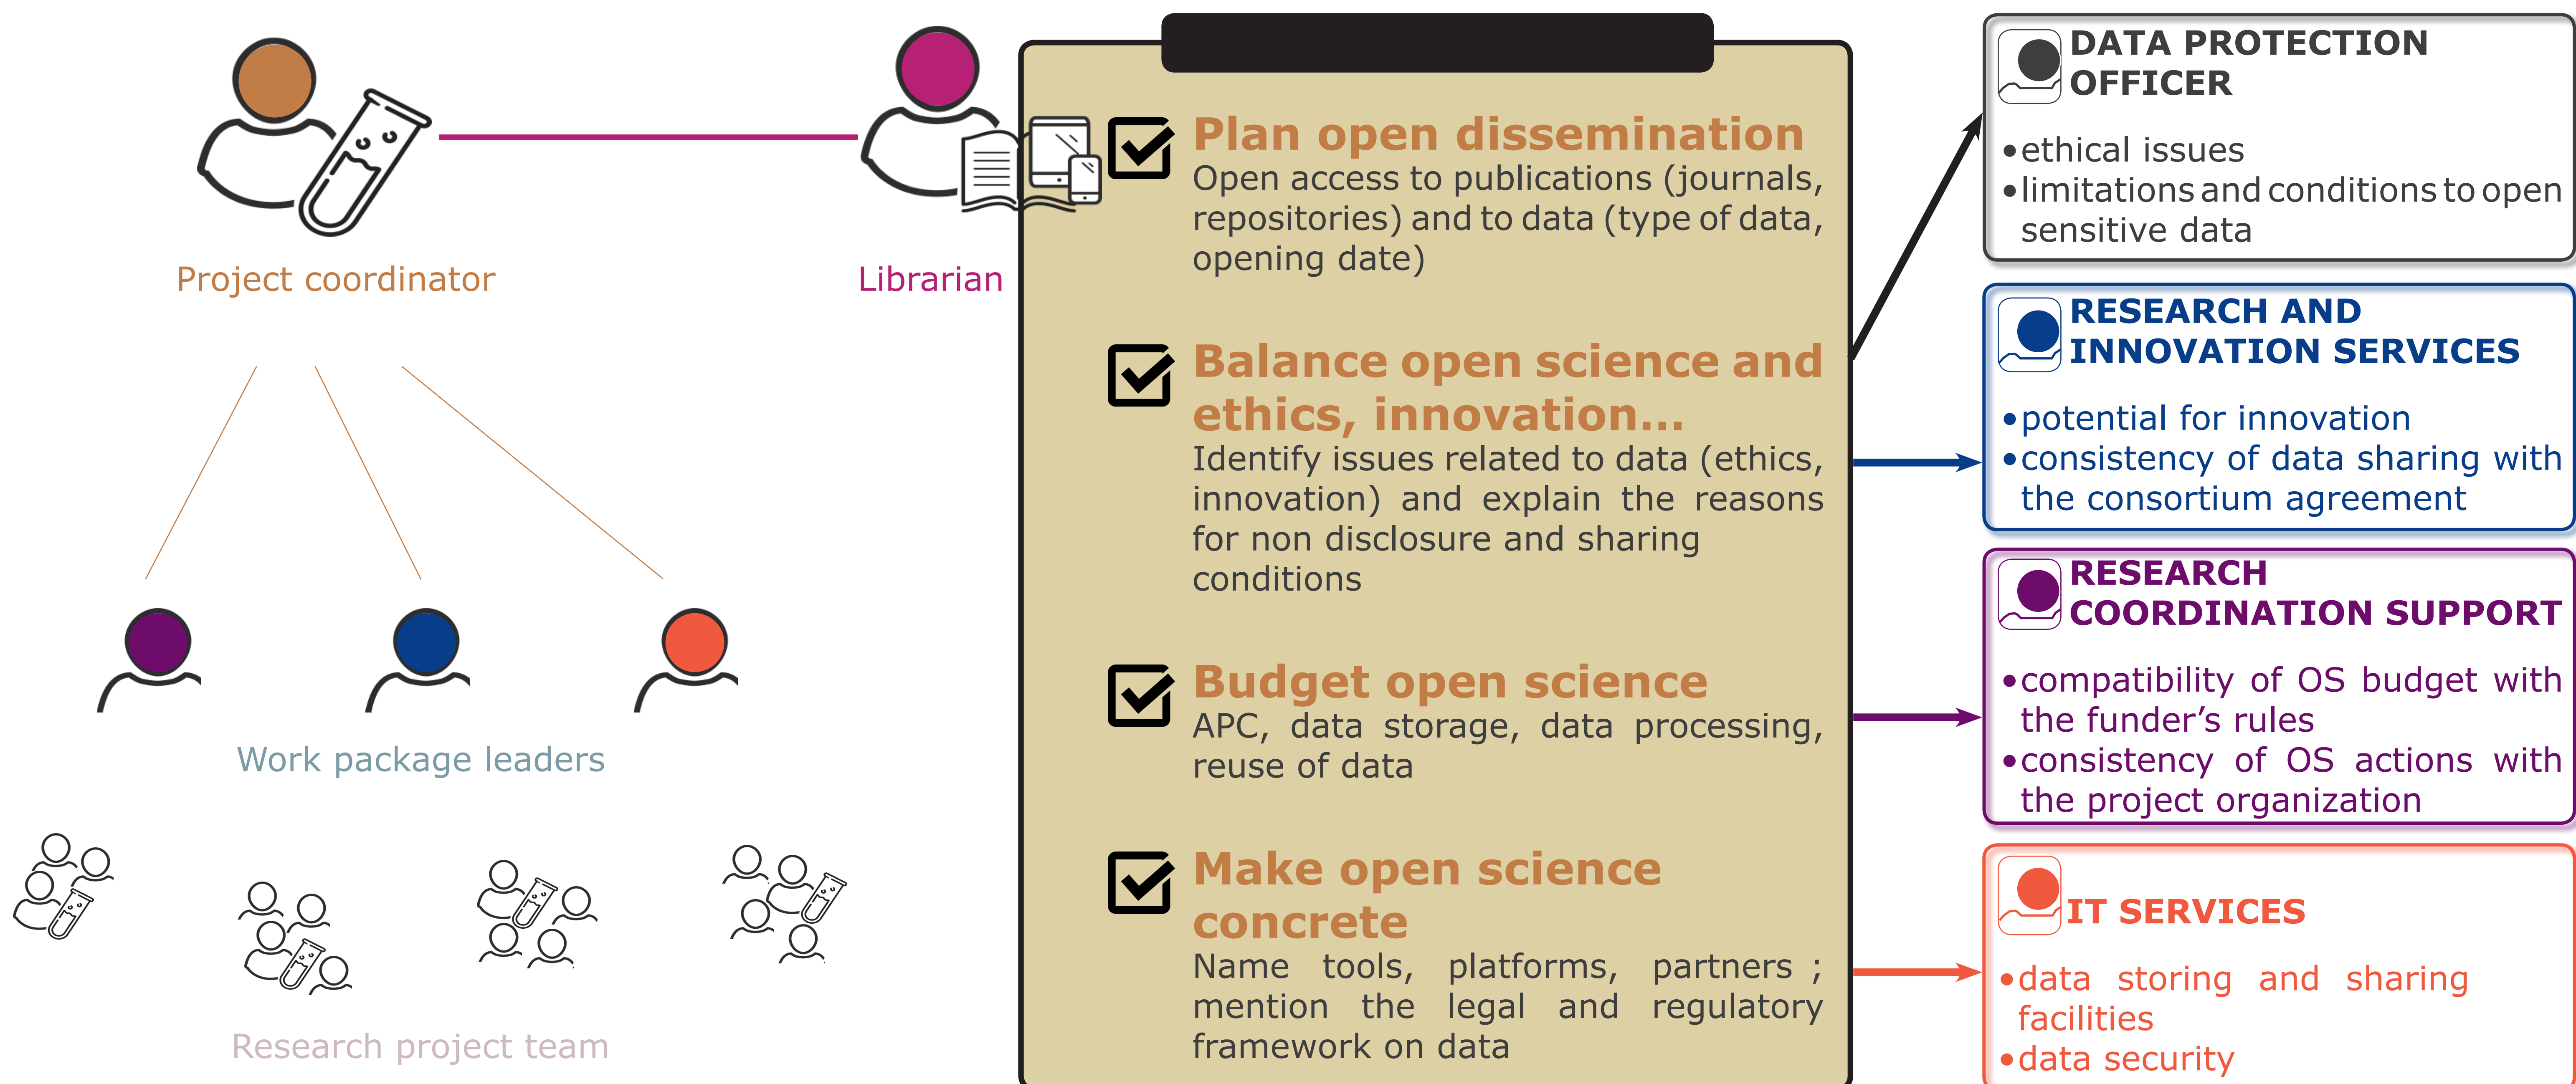 Project coordinator
Librarian
Work package leaders
Research project team
Plan open dissemination
Open access to publications (journals,
repositories) and to data (type of data,
opening date)
Balance open science and
ethics, innovation...
Identify issues related to data (ethics,
innovation) and explain the reasons
for non disclosure and sharing
conditions
Budget open science
APC, data storage, data processing,
reuse of data
Make open science
concrete
Name tools, platforms, partners ;
mention the legal and regulatory
framework on data
DATA PROTECTION
OFFICER
•ethical issues
•limitations and conditions to open
sensitive data
RESEARCH AND
INNOVATION SERVICES
•potential for innovation
•consistency of data sharing with
the consortium agreement
RESEARCH
COORDINATION SUPPORT
•compatibility of OS budget with
the funder’s rules
•consistency of OS actions with
the project organization
IT SERVICES
•data storing and sharing
facilities
•data security